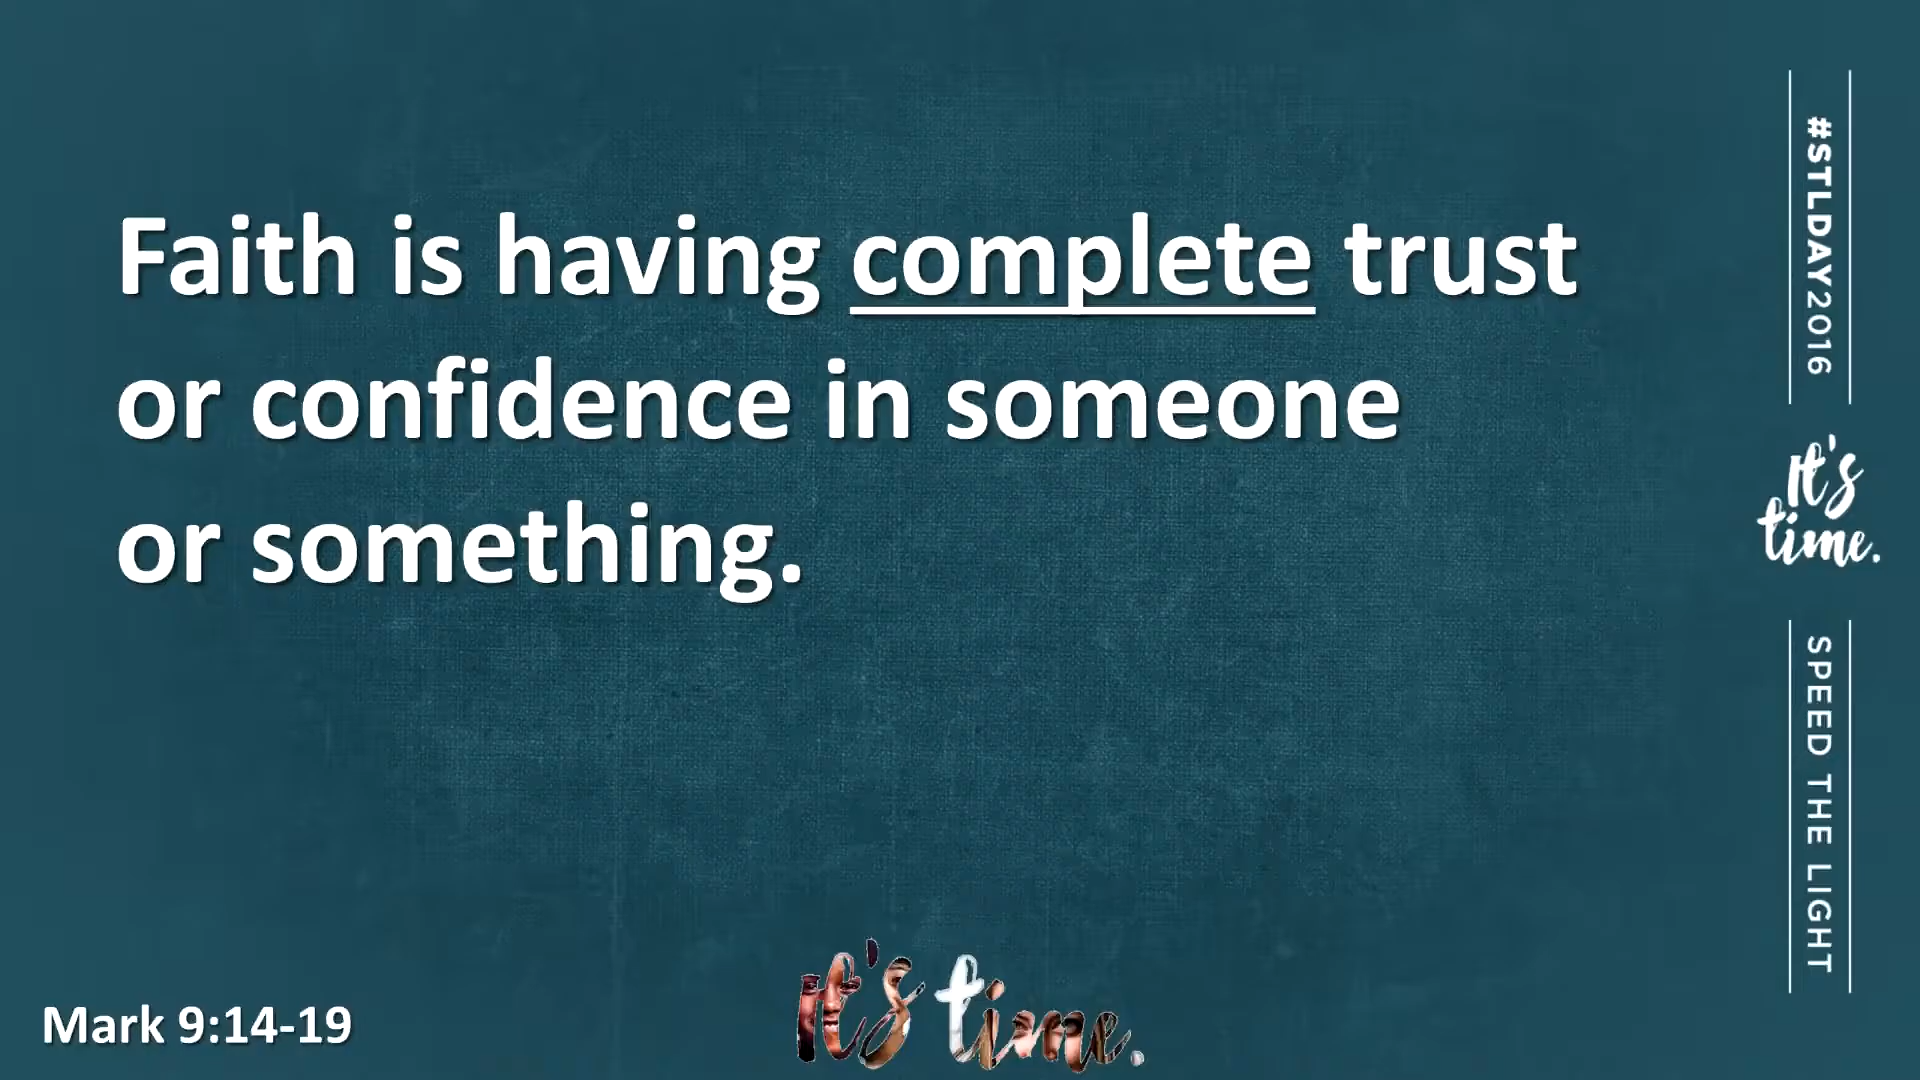 Faith is having complete trust
or confidence in someone
or something.
Mark 9:14-19
It's time.
#STLDAY2016
It's
time.
SPEED THE LIGHT